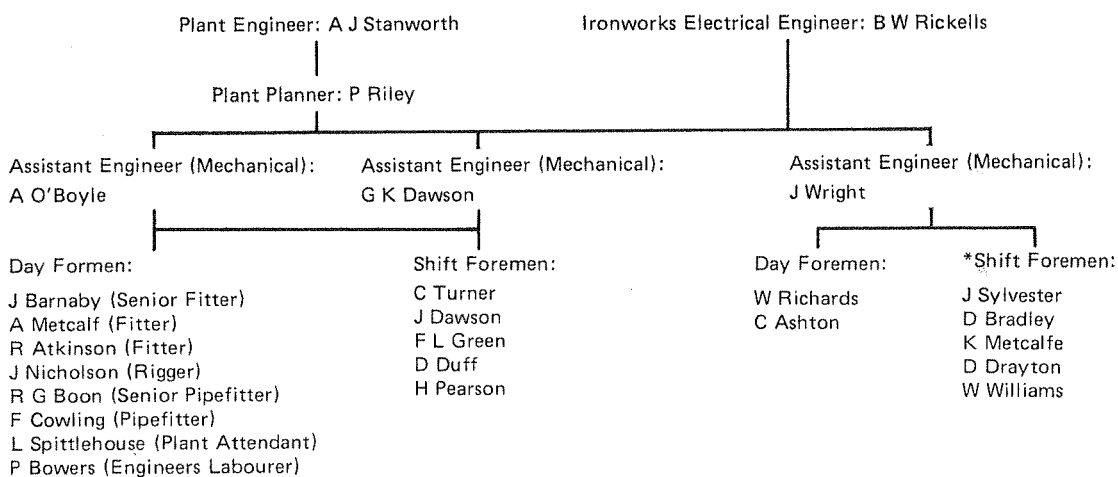 Plant Engineer: A J Stanworth
Ironworks Electrical Engineer: B W Rickells
Plant Planner: P Riley
Assistant Engineer (Mechanical):
A O'Boyle
Assistant Engineer (Mechanical):
G K Dawson
Assistant Engineer (Mechanical):
J Wright
Day Formen:
J Barnaby (Senior Fitter)
A Metcalf (Fitter)
R Atkinson (Fitter)
J Nicholson (Rigger)
R G Boon (Senior Pipefitter)
F Cowling (Pipefitter)
L Spittlehouse (Plant Attendant)
P Bowers (Engineers Labourer)
Shift Foremen:
C Turner
J Dawson
F L Green
D Duff
H Pearson
Day Foremen:
W Richards
C Ashton
*Shift Foremen:
J Sylvester
D Bradley
K Metcalfe
D Drayton
W Williams